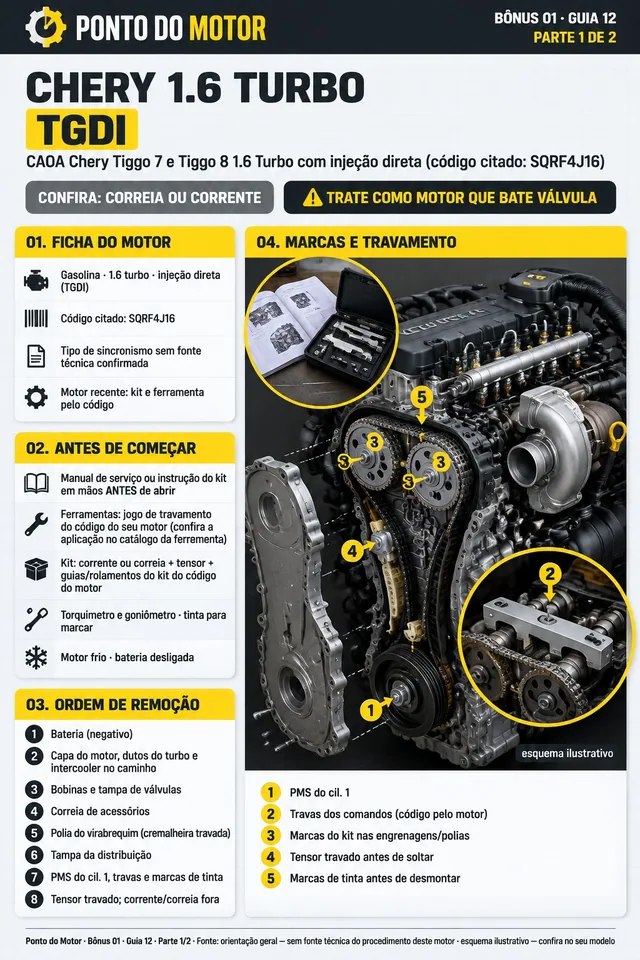 PONTO DO MOTOR
BÔNUS 01 · GUIA 12
PARTE 1 DE 2
CHERY 1.6 TURBO
TGDI
CAOA Chery Tiggo 7 e Tiggo 8 1.6 Turbo com injeção direta (código citado: SQRF4J16)
CONFIRA: CORREIA OU CORRENTE
TRATE COMO MOTOR QUE BATE VÁLVULA
01. FICHA DO MOTOR
Gasolina · 1.6 turbo · injeção direta
(TGDI)
Código citado: SQRF4J16
Tipo de sincronismo sem fonte
técnica confirmada
Motor recente: kit e ferramenta
pelo código
02. ANTES DE COMEÇAR
Manual de serviço ou instrução do kit
em mãos ANTES de abrir
Ferramentas: jogo de travamento
do código do seu motor (confira a
aplicação no catálogo da ferremento)
Kit: corrente ou correia + tensor +
guias/rolamentos do kit do código
do motor
Torquimetro e goniômetro · tinta para
marcar
Motor frio · bateria desligada
03. ORDEM DE REMOÇÃO
1 Bateria (negativo)
2 Capa do motor, dutos do turbo e
intercooler no caminho
3 Bobinas e tampa de válvulas
4 Correia de acessórios
5 Polia do virabrequim (cremalheira travada)
6 Tampa da distribuição
7 PMS do cil. 1, travas e marcas de tinta
8 Tensor travado; corrente/correia fora
04. MARCAS E TRAVAMENTO
5
3
3
3
3
4
2
1
esquema ilustrativo
1 PMS do cil. 1
2 Travas dos comandos (código pelo motor)
3 Marcas do kit nas engrenagens/polias
4 Tensor travado antes de soltar
5 Marcas de tinta antes de desmontar
Ponto do Motor · Bônus 01 · Guia 12 · Parte 1/2 · Fonte: orientação geral — sem fonte técnica do procedimento deste motor · esquema ilustrativo — confira no seu modelo